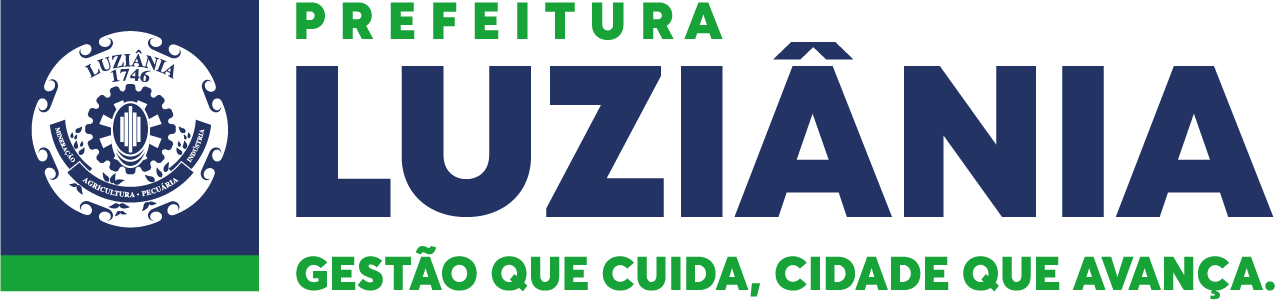 LUZIÂNIA
1746
MINERAÇÃO
AGRICULTURA · PECUÁRIA
INDÚSTRIA
PREFEITURA
LUZIÂNIA
GESTÃO QUE CUIDA, CIDADE QUE AVANÇA.